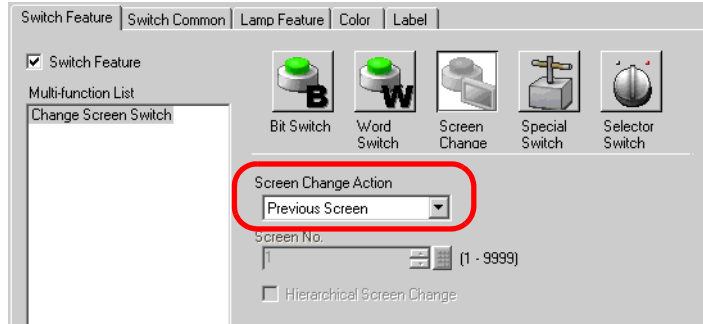 Switch Feature Switch Common Lamp Feature Color Label
Switch Feature
Multi-function List
Change Screen Switch
B
W
Bit Switch
Word
Switch
Screen
Change
Special
Switch
Selector
Switch
Screen Change Action
Previous Screen
Screen No.
1 (1 - 9999)
Hierarchical Screen Change